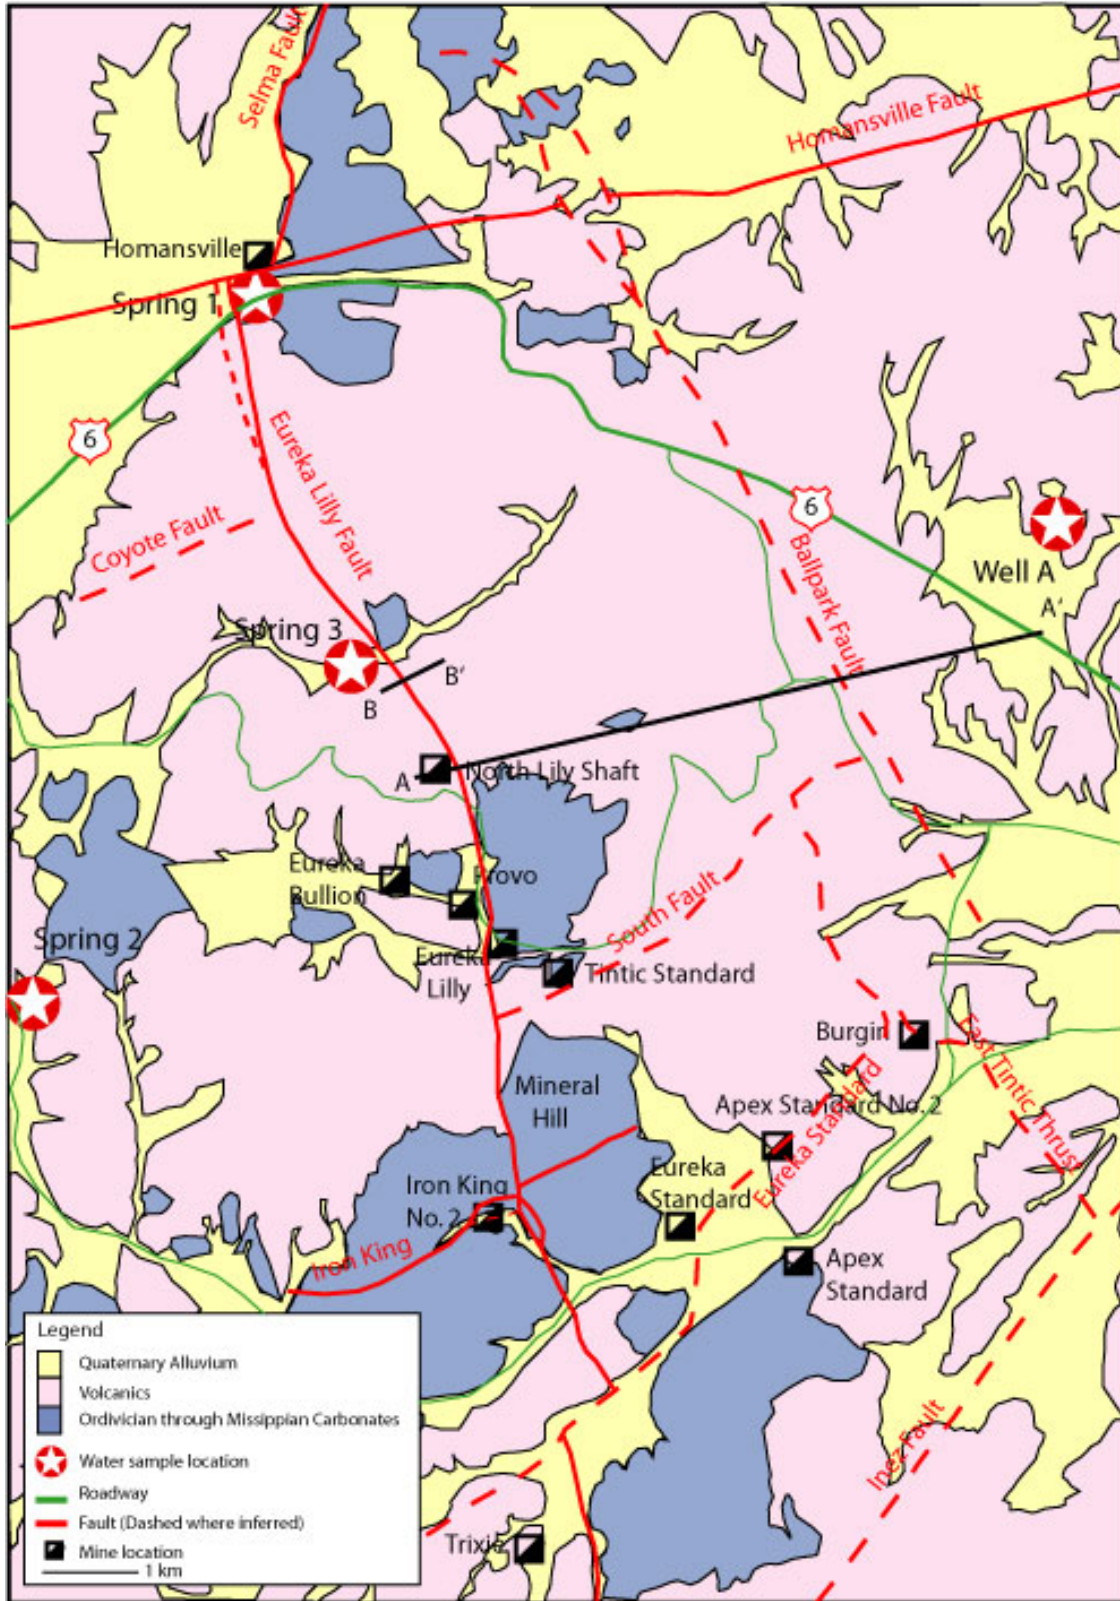 Selma Fault
Homansville Fault
Homansville
Spring 1
6
Eureka Lilly Fault
Coyote Fault
6
Ballpark Fault
Well A
A'
Spring 3
B'
B
A
North Lily Shaft
Eureka
Bullion
Provo
South Fault
Spring 2
Eureka
Lilly
Tintic Standard
Burgin
East Tintic Thrust
Mineral
Hill
Apex Standard No. 2
Eureka Standard
Eureka
Standard
Iron King
No. 2
Iron King
Apex
Standard
Inez Fault
Trixie
Legend
Quaternary Alluvium
Volcanics
Ordivician through Missippian Carbonates
Water sample location
Roadway
Fault (Dashed where inferred)
Mine location
1 km